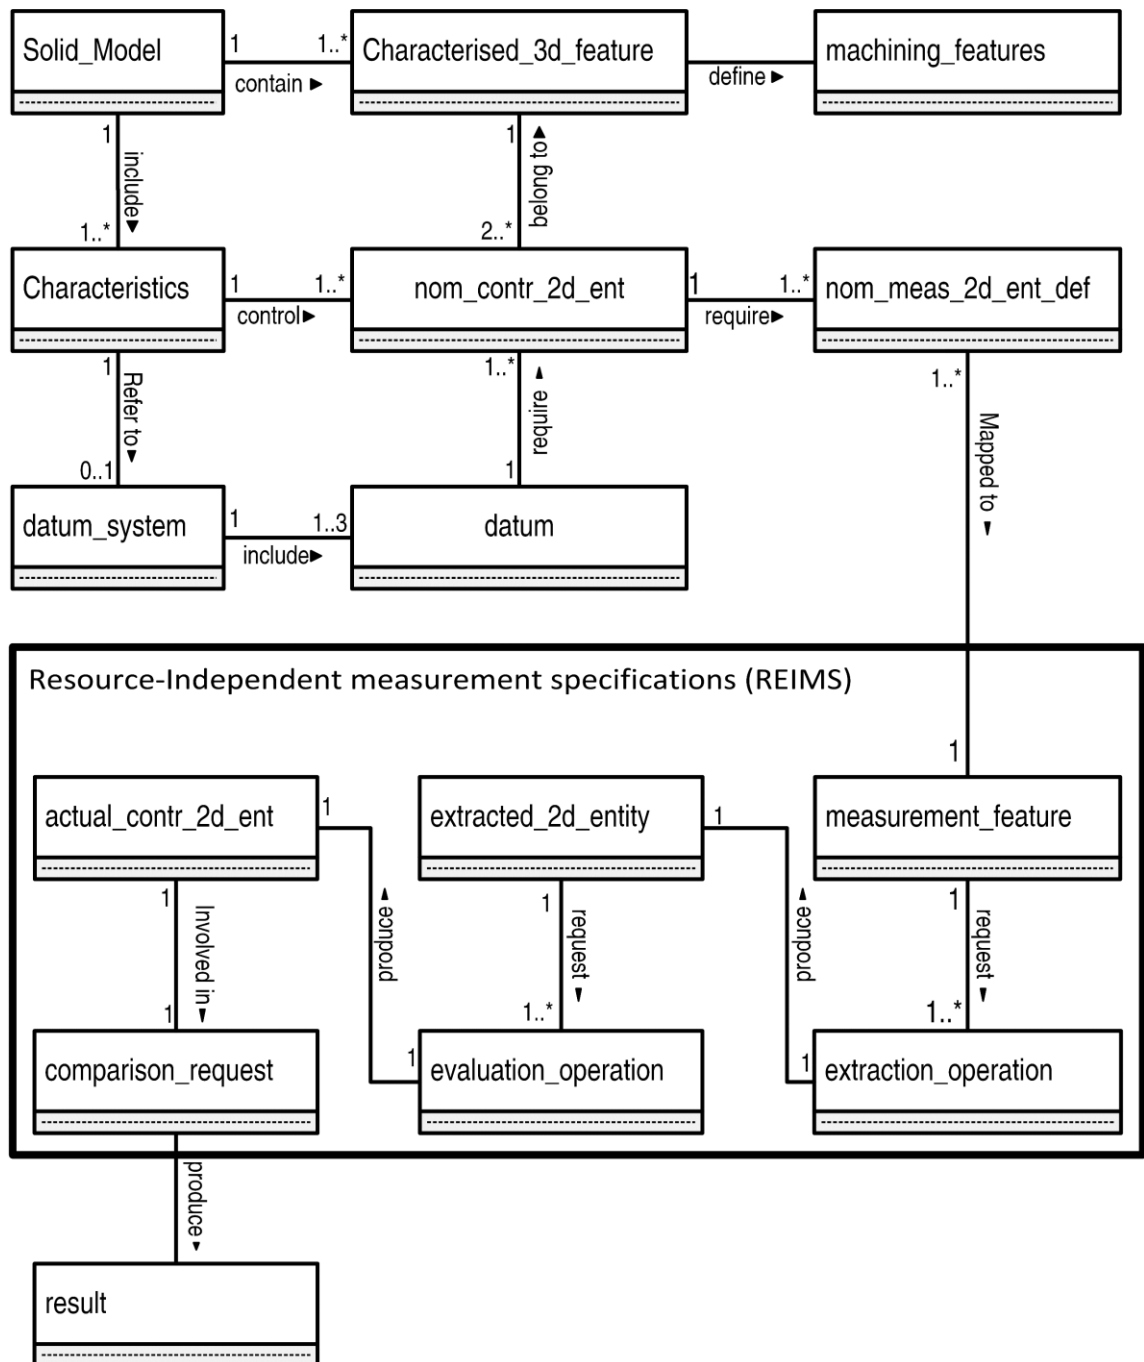 Solid_Model
1
1..*
contain ►
Characterised_3d_feature
define ►
machining_features
1
include►
1..*
1
belong to►
2..*
Characteristics
1
1..*
control►
nom_contr_2d_ent
1
1..*
require►
nom_meas_2d_ent_def
1
Refer to►
0..1
1..*
require ►
1
1..*
Mapped to ►
datum_system
1
1..3
include►
datum
Resource-Independent measurement specifications (REIMS)
1
actual_contr_2d_ent
1
extracted_2d_entity
1
measurement_feature
1
Involved in►
1
produce►
1
request ►
1..*
produce►
1
request ►
1..*
comparison_request
1
evaluation_operation
1
extraction_operation
produce►
result